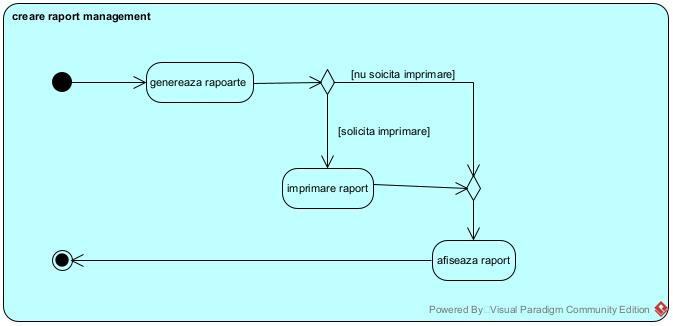 creare raport management
[nu soicita imprimare]
genereaza rapoarte
[solicita imprimare]
imprimare raport
afiseaza raport
Powered By Visual Paradigm Community Edition